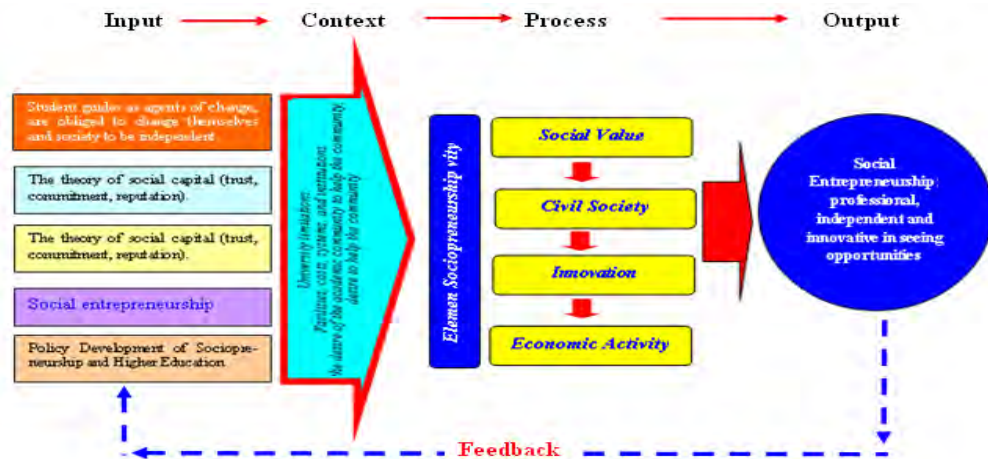 Input
Context
Process
Output
Student guides as agents of change,
are obliged to change themselves
and society to be independent.
The theory of social capital (trust,
commitment, reputation).
The theory of social capital (trust,
commitment, reputation).
Social entrepreneurship
Policy Development of Sociopre-
neurship and Higher Education
University limitations:
Facilities, costs, systems, and institutions
the desire of the academic community to help the community,
desire to help the community
Elemen Sociopreneurship vity
Social Value
Civil Society
Innovation
Economic Activity
Social
Entrepreneurship:
professional,
independent and
innovative in seeing
opportunities
Feedback